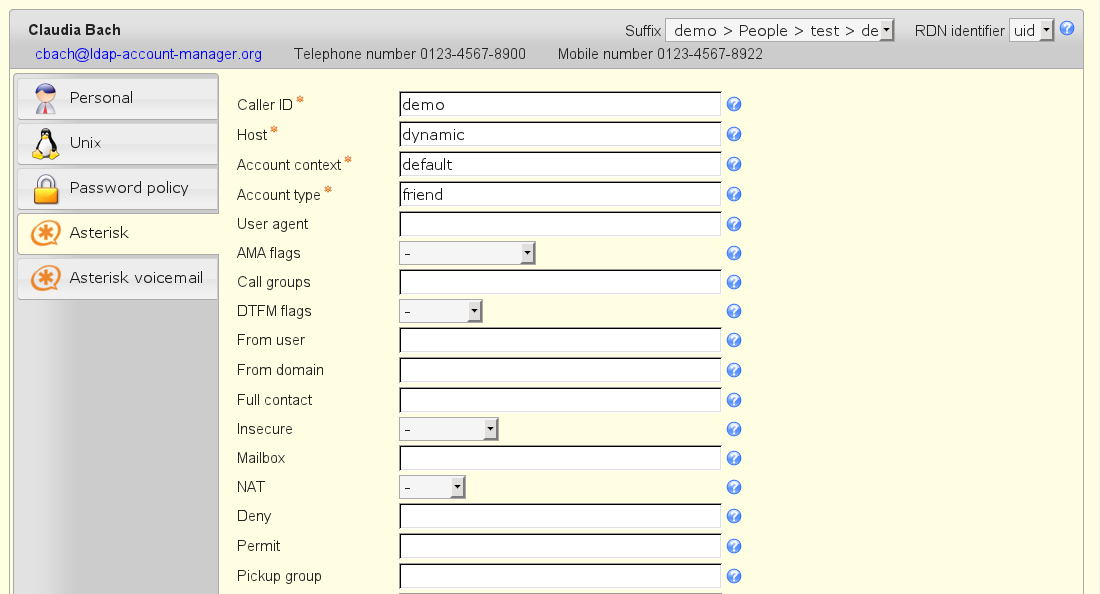 Claudia Bach
Suffix demo > People > test > de RDN identifier uid
cbach@ldap-account-manager.org Telephone number 0123-4567-8900 Mobile number 0123-4567-8922
Personal
Unix
Password policy
Asterisk
Asterisk voicemail
Caller ID * demo
Host * dynamic
Account context * default
Account type * friend
User agent
AMA flags -
Call groups
DTFM flags -
From user
From domain
Full contact
Insecure -
Mailbox
NAT -
Deny
Permit
Pickup group